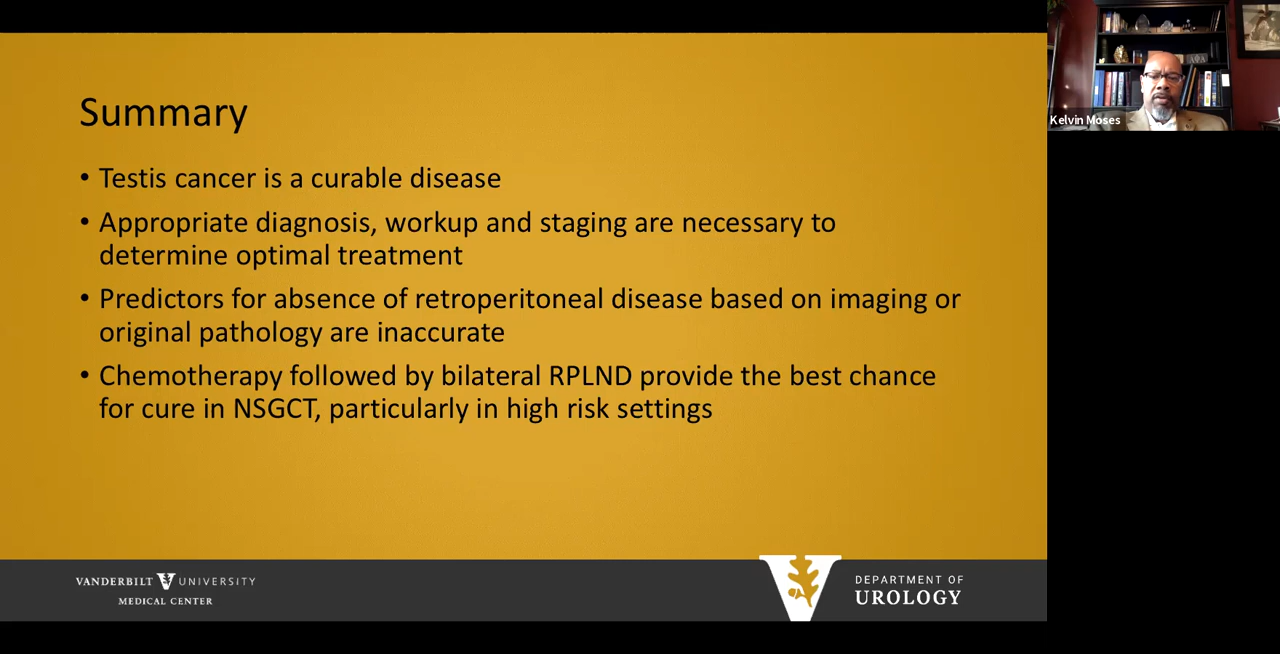 Summary
• Testis cancer is a curable disease
• Appropriate diagnosis, workup and staging are necessary to
determine optimal treatment
• Predictors for absence of retroperitoneal disease based on imaging or
original pathology are inaccurate
• Chemotherapy followed by bilateral RPLND provide the best chance
for cure in NSGCT, particularly in high risk settings
VANDERBILT V UNIVERSITY
MEDICAL CENTER
V
DEPARTMENT OF
UROLOGY
Kelvin Moses